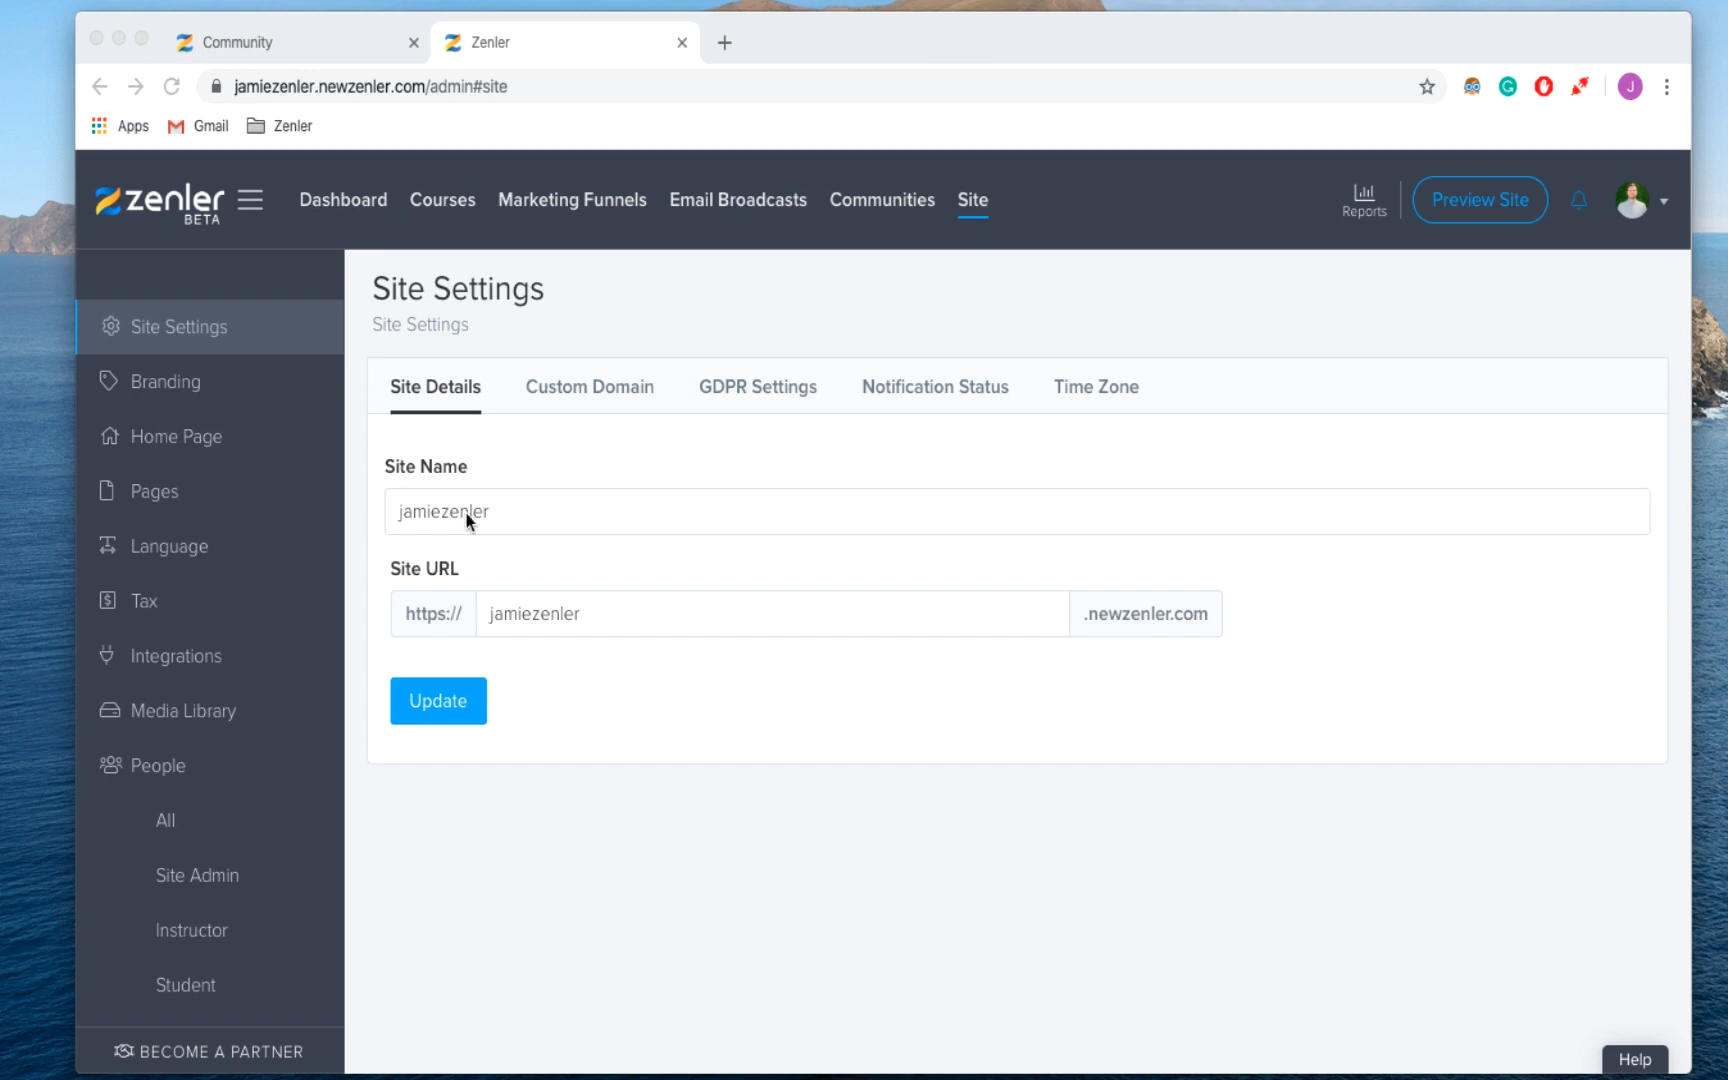 Community
Zenler
jamiezenler.newzenler.com/admin#site
J
Apps
Gmail
Zenler
zenler
BETA
Dashboard
Courses
Marketing Funnels
Email Broadcasts
Communities
Site
Reports
Preview Site
Site Settings
Branding
Home Page
Pages
Language
Tax
Integrations
Media Library
People
All
Site Admin
Instructor
Student
BECOME A PARTNER
Site Settings
Site Settings
Site Details
Custom Domain
GDPR Settings
Notification Status
Time Zone
Site Name
jamiezenler
Site URL
https://
jamiezenler
.newzenler.com
Update
Help